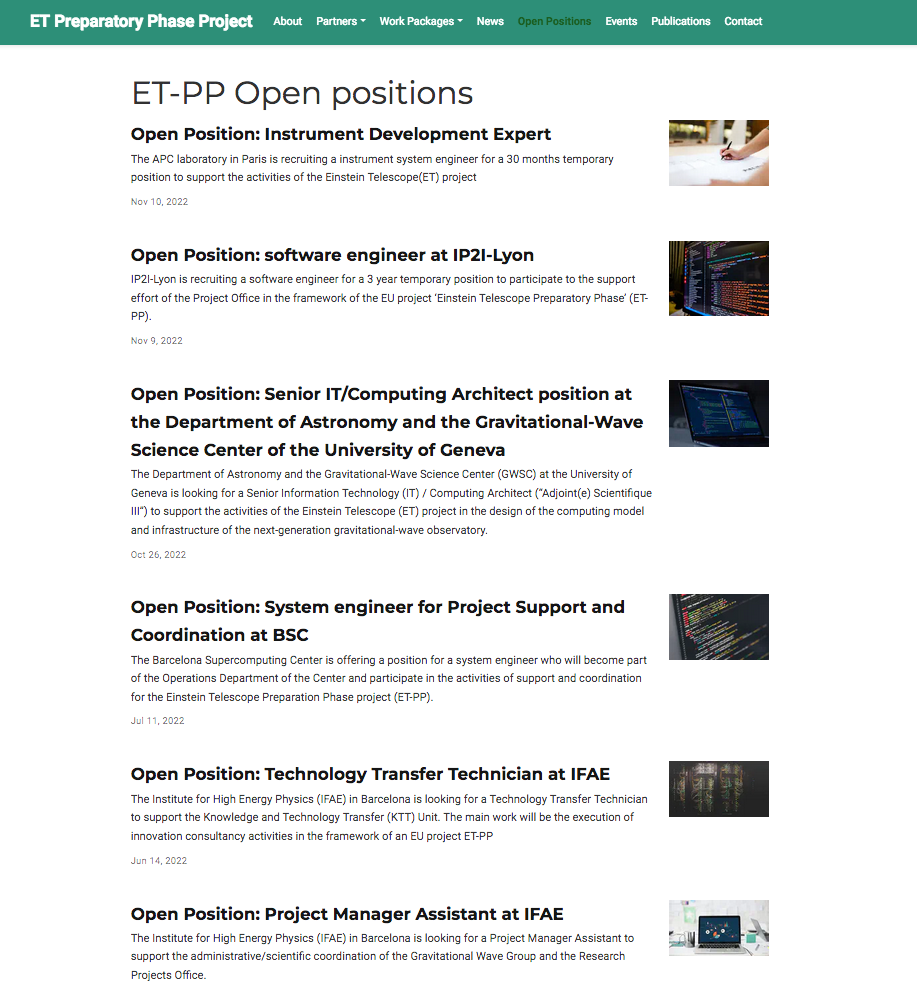 ET Preparatory Phase Project About Partners Work Packages News Open Positions Events Publications Contact
ET-PP Open positions
Open Position: Instrument Development Expert
The APC laboratory in Paris is recruiting a instrument system engineer for a 30 months temporary
position to support the activities of the Einstein Telescope(ET) project
Nov 10, 2022
Open Position: software engineer at IP2I-Lyon
IP2I-Lyon is recruiting a software engineer for a 3 year temporary position to participate to the support
effort of the Project Office in the framework of the EU project ‘Einstein Telescope Preparatory Phase’ (ET-
PP).
Nov 9, 2022
Open Position: Senior IT/Computing Architect position at
the Department of Astronomy and the Gravitational-Wave
Science Center of the University of Geneva
The Department of Astronomy and the Gravitational-Wave Science Center (GWSC) at the University of
Geneva is looking for a Senior Information Technology (IT) / Computing Architect (“Adjoint(e) Scientifique
III”) to support the activities of the Einstein Telescope (ET) project in the design of the computing model
and infrastructure of the next-generation gravitational-wave observatory.
Oct 26, 2022
Open Position: System engineer for Project Support and
Coordination at BSC
The Barcelona Supercomputing Center is offering a position for a system engineer who will become part
of the Operations Department of the Center and participate in the activities of support and coordination
for the Einstein Telescope Preparation Phase project (ET-PP).
Jul 11, 2022
Open Position: Technology Transfer Technician at IFAE
The Institute for High Energy Physics (IFAE) in Barcelona is looking for a Technology Transfer Technician
to support the Knowledge and Technology Transfer (KTT) Unit. The main work will be the execution of
innovation consultancy activities in the framework of an EU project ET-PP
Jun 14, 2022
Open Position: Project Manager Assistant at IFAE
The Institute for High Energy Physics (IFAE) in Barcelona is looking for a Project Manager Assistant to
support the administrative/scientific coordination of the Gravitational Wave Group and the Research
Projects Office.